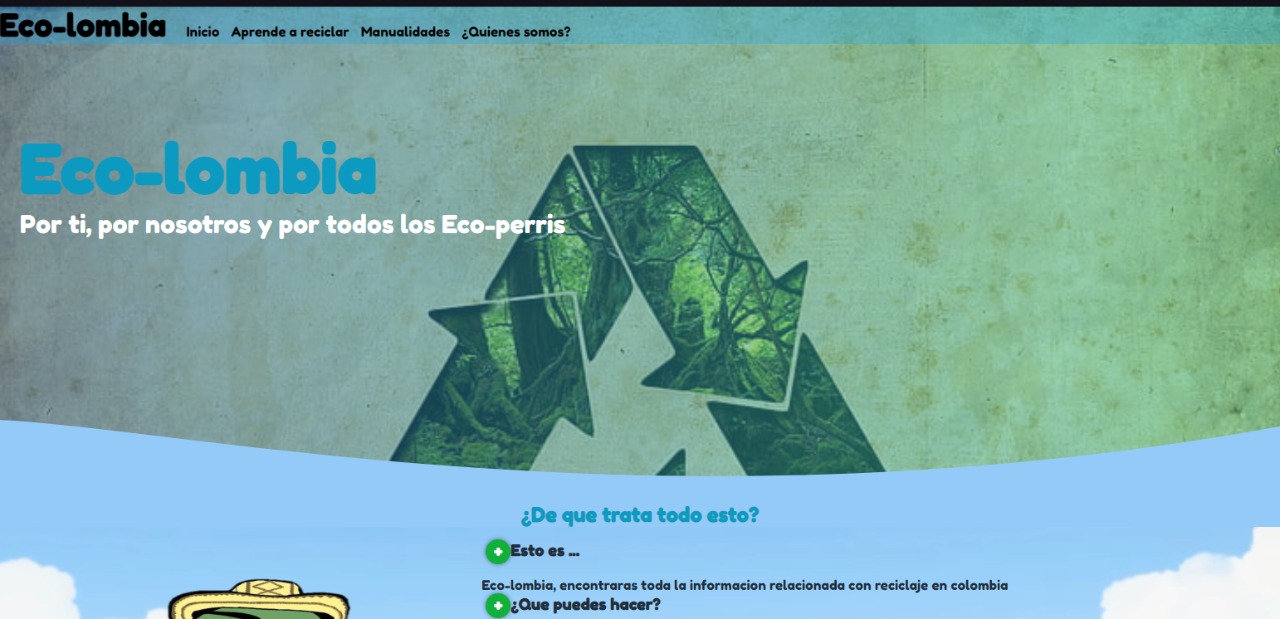 Eco-lombia Inicio Aprende a reciclar Manualidades ¿Quienes somos?
Eco-lombia
Por ti, por nosotros y por todos los Eco-perris
¿De que trata todo esto?
+ Esto es ...
Eco-lombia, encontraras toda la informacion relacionada con reciclaje en colombia
+ ¿Que puedes hacer?